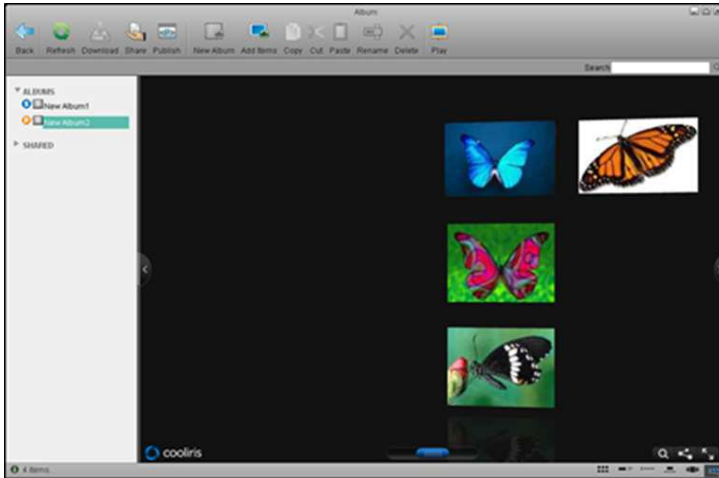 Album
Back Refresh Download Share Publish New Album Add Items Copy Cut Paste Rename Delete Play
Search
ALBUMS
New Album1
New Album2
SHARED
cooliris
4 items